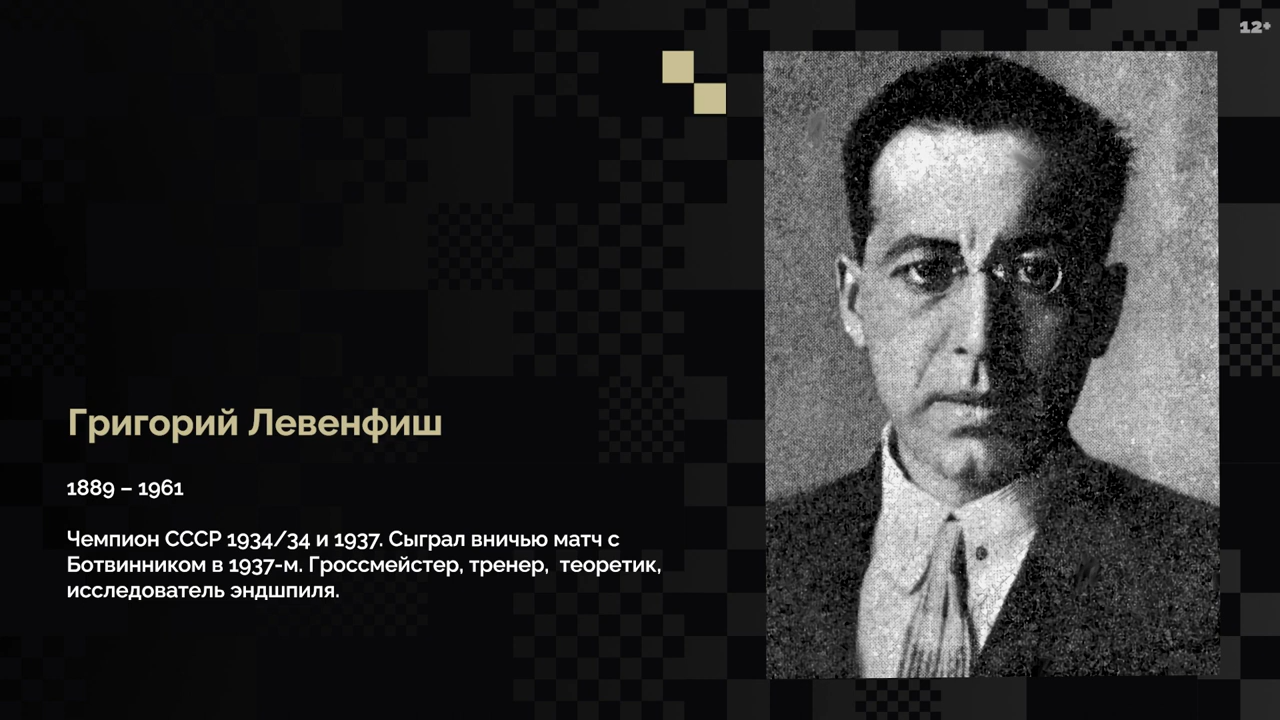 12+
Григорий Левенфиш
1889 – 1961
Чемпион СССР 1934/34 и 1937. Сыграл вничью матч с
Ботвинником в 1937-м. Гроссмейстер, тренер,  теоретик,
исследователь эндшпиля.